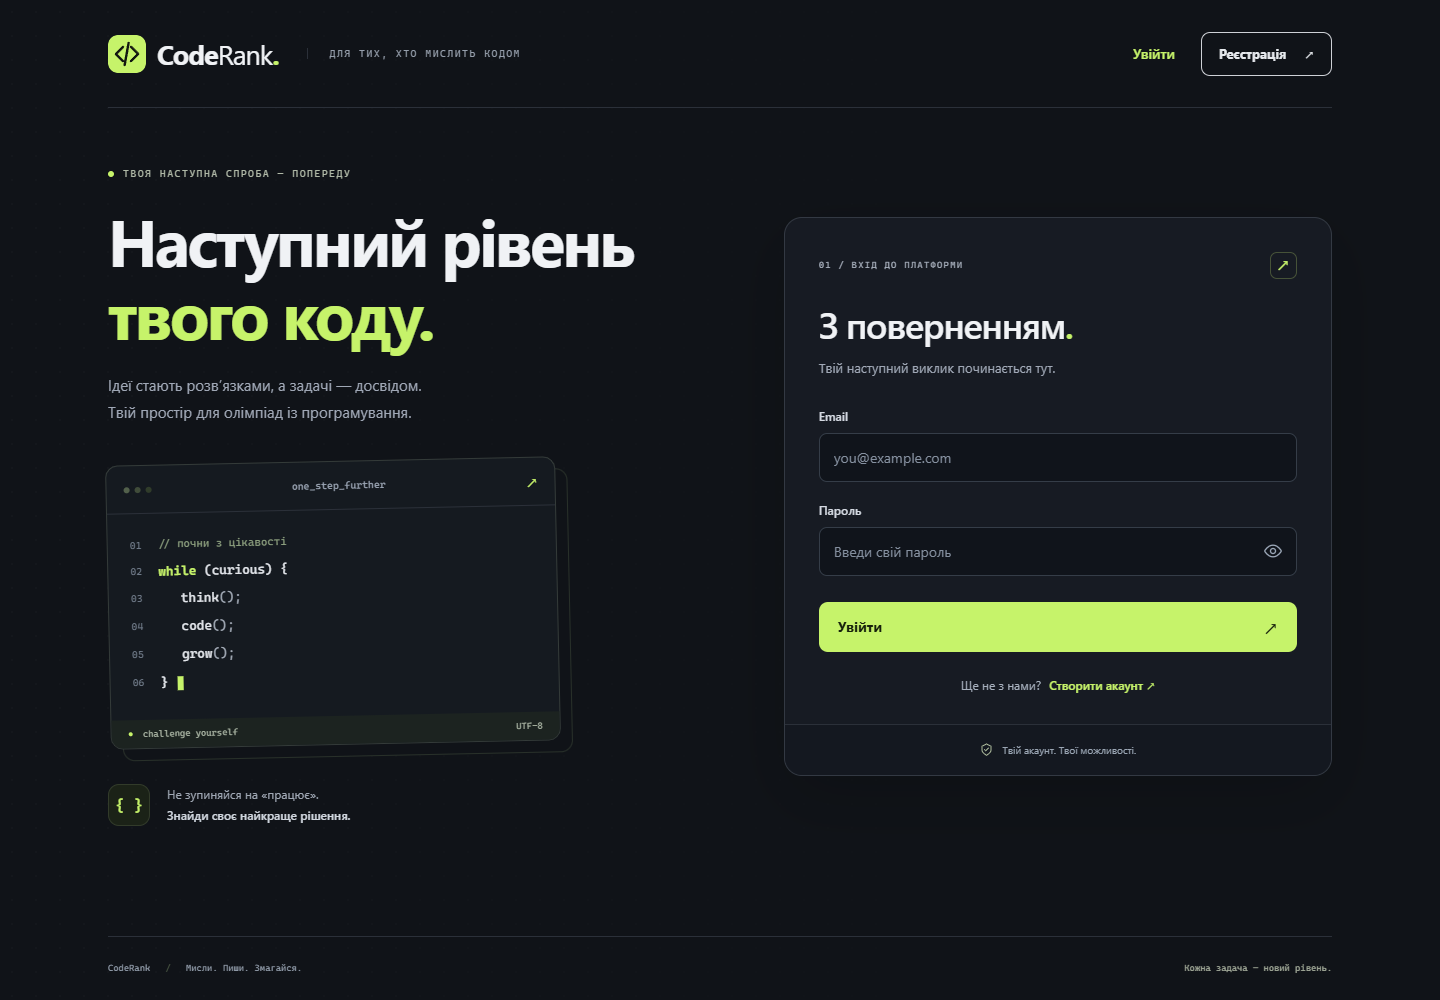 CodeRank.
ДЛЯ ТИХ, ХТО МИСЛИТЬ КОДОМ
Увійти
Реєстрація ↗
ТВОЯ НАСТУПНА СПРОБА — ПОПЕРЕДУ
Наступний рівень
твого коду.
Ідеї стають розв’язками, а задачі — досвідом.
Твій простір для олімпіад із програмування.
one_step_further ↗
01 // почни з цікавості
02 while (curious) {
03 think();
04 code();
05 grow();
06 }
challenge yourself
UTF-8
{ }
Не зупиняйся на «працює».
Знайди своє найкраще рішення.
01 / ВХІД ДО ПЛАТФОРМИ ↗
З поверненням.
Твій наступний виклик починається тут.
Email
you@example.com
Пароль
Введи свій пароль
Увійти ↗
Ще не з нами? Створити акаунт ↗
Твій акаунт. Твої можливості.
CodeRank / Мисли. Пиши. Змагайся.
Кожна задача — новий рівень.